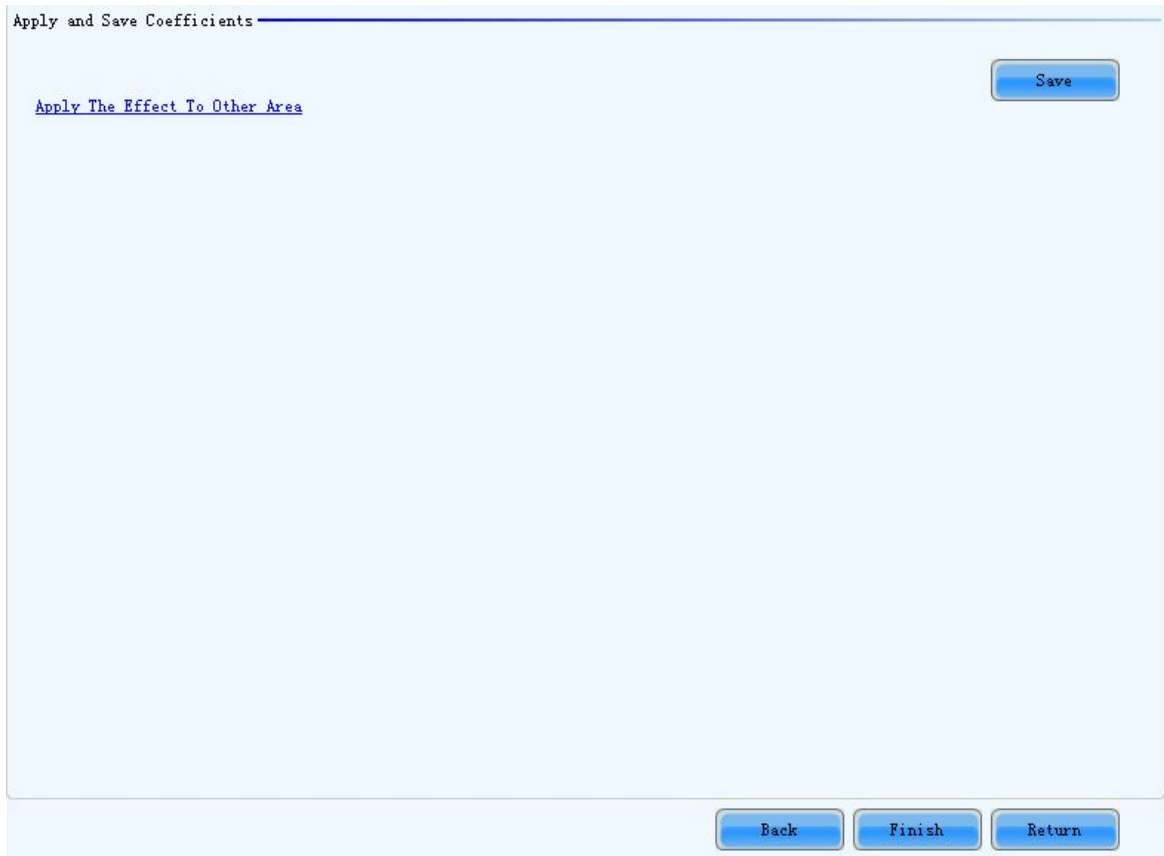 Apply and Save Coefficients
Save
Apply The Effect To Other Area
Back
Finish
Return